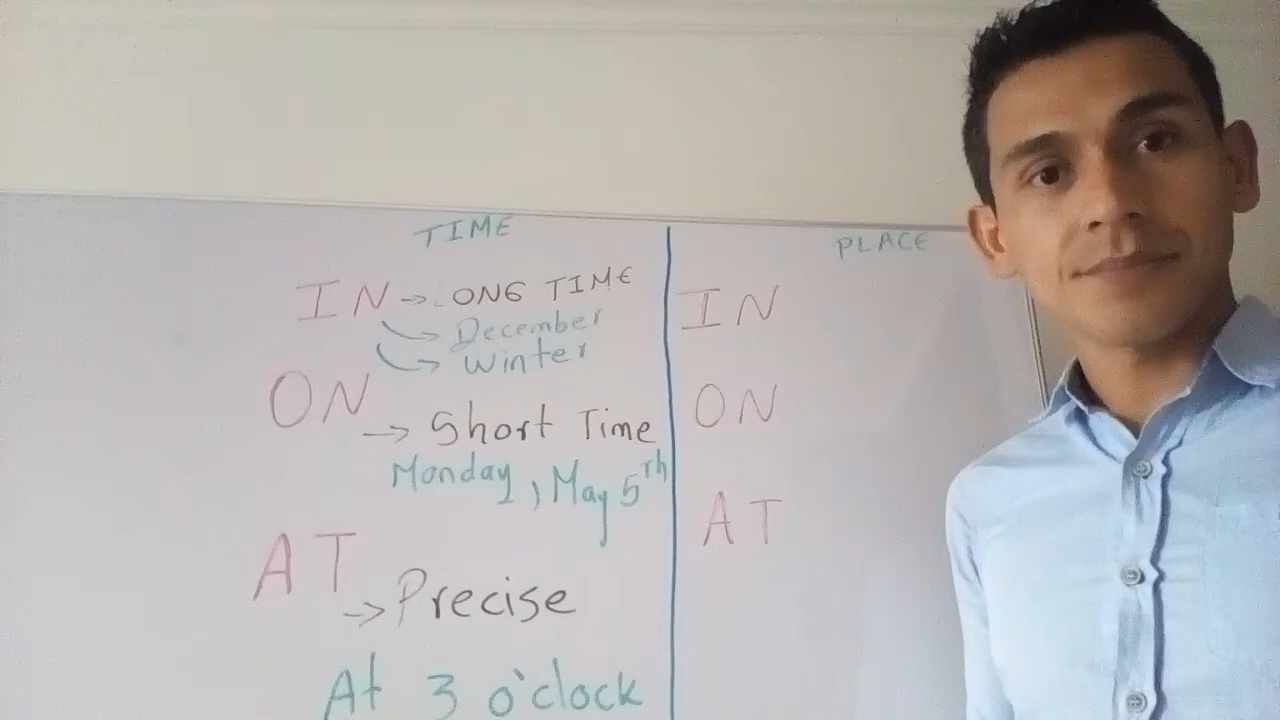 TIME
IN → LONG TIME
→ December
→ Winter
ON → Short Time
Monday, May 5th
AT → Precise
At 3 o'clock
PLACE
IN
ON
AT